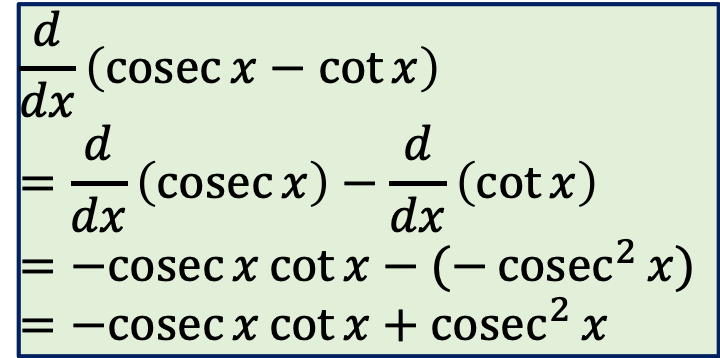 d/dx (cosec x − cot x)
= d/dx (cosec x) − d/dx (cot x)
= −cosec x cot x − (− cosec² x)
= −cosec x cot x + cosec² x